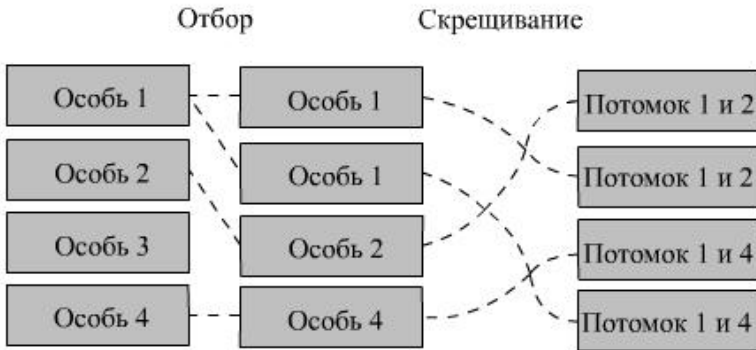 Отбор
Скрещивание
Особь 1
Особь 1
Потомок 1 и 2
Особь 2
Особь 1
Потомок 1 и 2
Особь 3
Особь 2
Потомок 1 и 4
Особь 4
Особь 4
Потомок 1 и 4